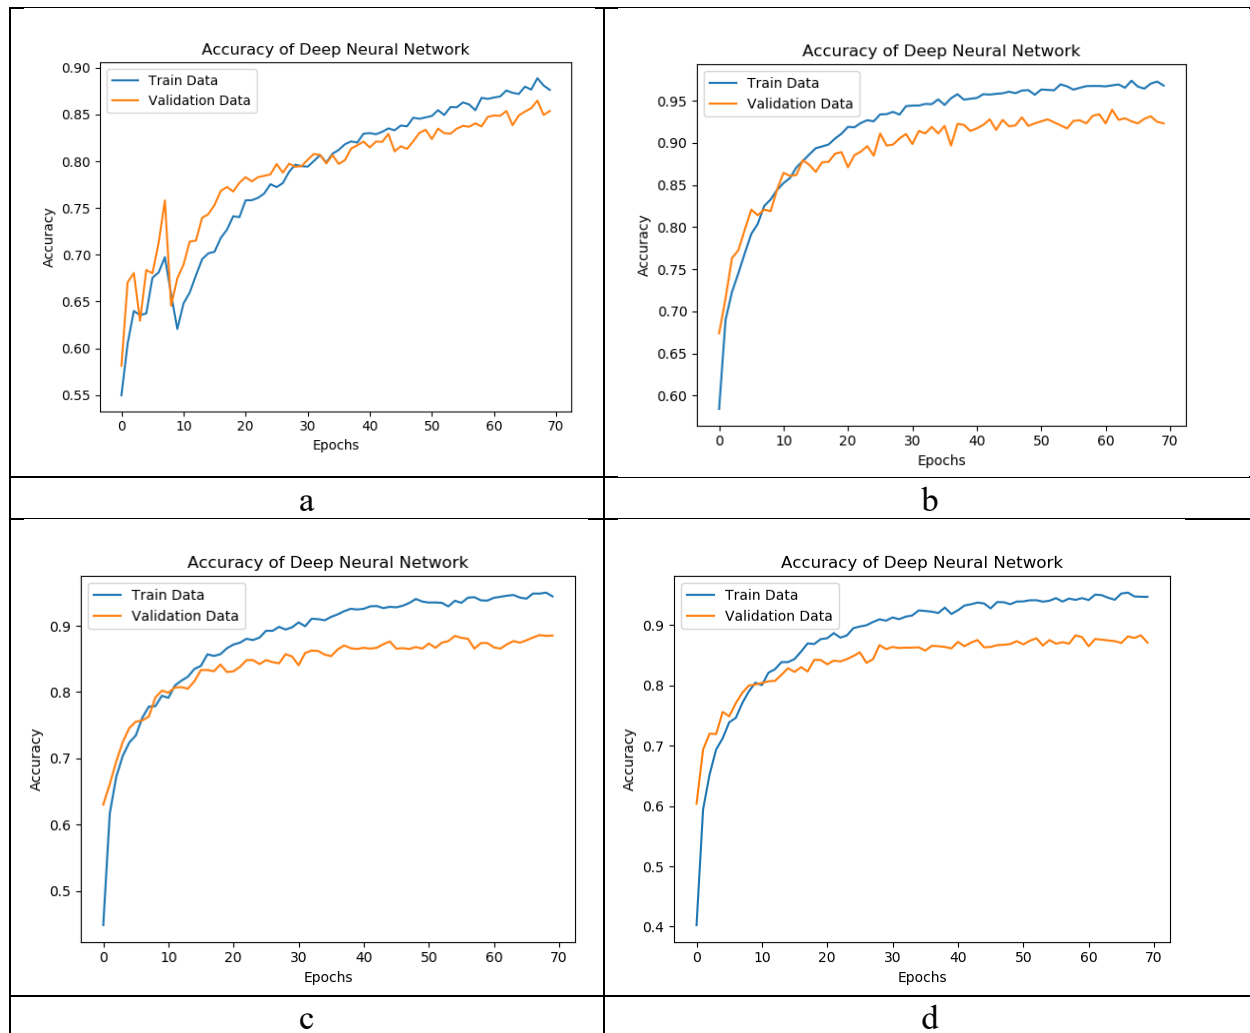 Accuracy of Deep Neural Network
Train Data
Validation Data
0.90
0.85
0.80
0.75
0.70
0.65
0.60
0.55
Accuracy
0 10 20 30 40 50 60 70
Epochs
a
Accuracy of Deep Neural Network
Train Data
Validation Data
0.95
0.90
0.85
0.80
0.75
0.70
0.65
0.60
Accuracy
0 10 20 30 40 50 60 70
Epochs
b
Accuracy of Deep Neural Network
Train Data
Validation Data
0.9
0.8
0.7
0.6
0.5
Accuracy
0 10 20 30 40 50 60 70
Epochs
c
Accuracy of Deep Neural Network
Train Data
Validation Data
0.9
0.8
0.7
0.6
0.5
0.4
Accuracy
0 10 20 30 40 50 60 70
Epochs
d